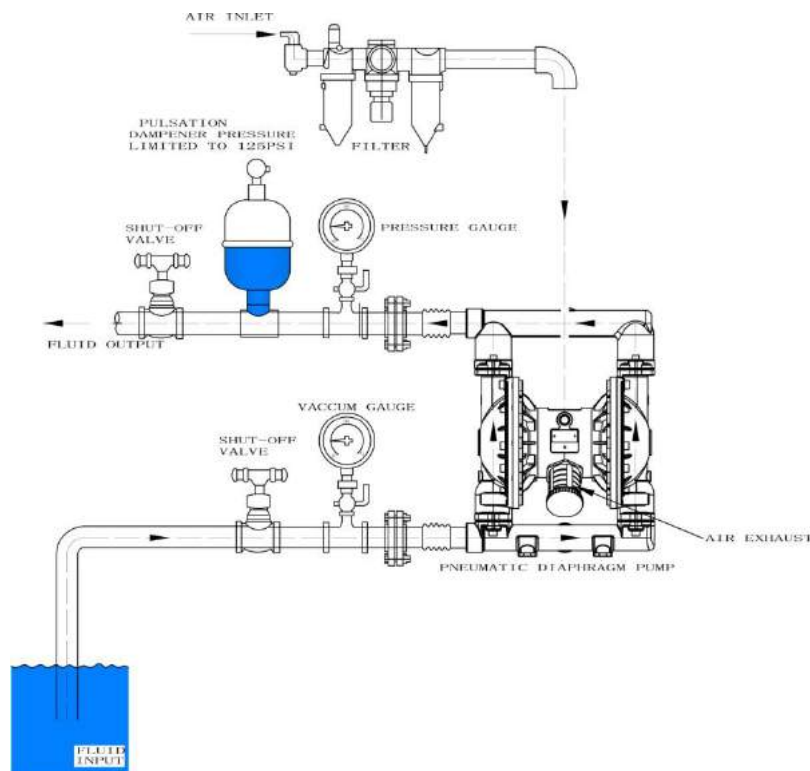 AIR INLET
PULSATION
DAMPENER PRESSURE
LIMITED TO 125PSI
FILTER
SHUT-OFF
VALVE
PRESSURE GAUGE
FLUID OUTPUT
VACCUM GAUGE
SHUT-OFF
VALVE
AIR EXHAUST
PNEUMATIC DIAPHRAGM PUMP
FLUID
INPUT